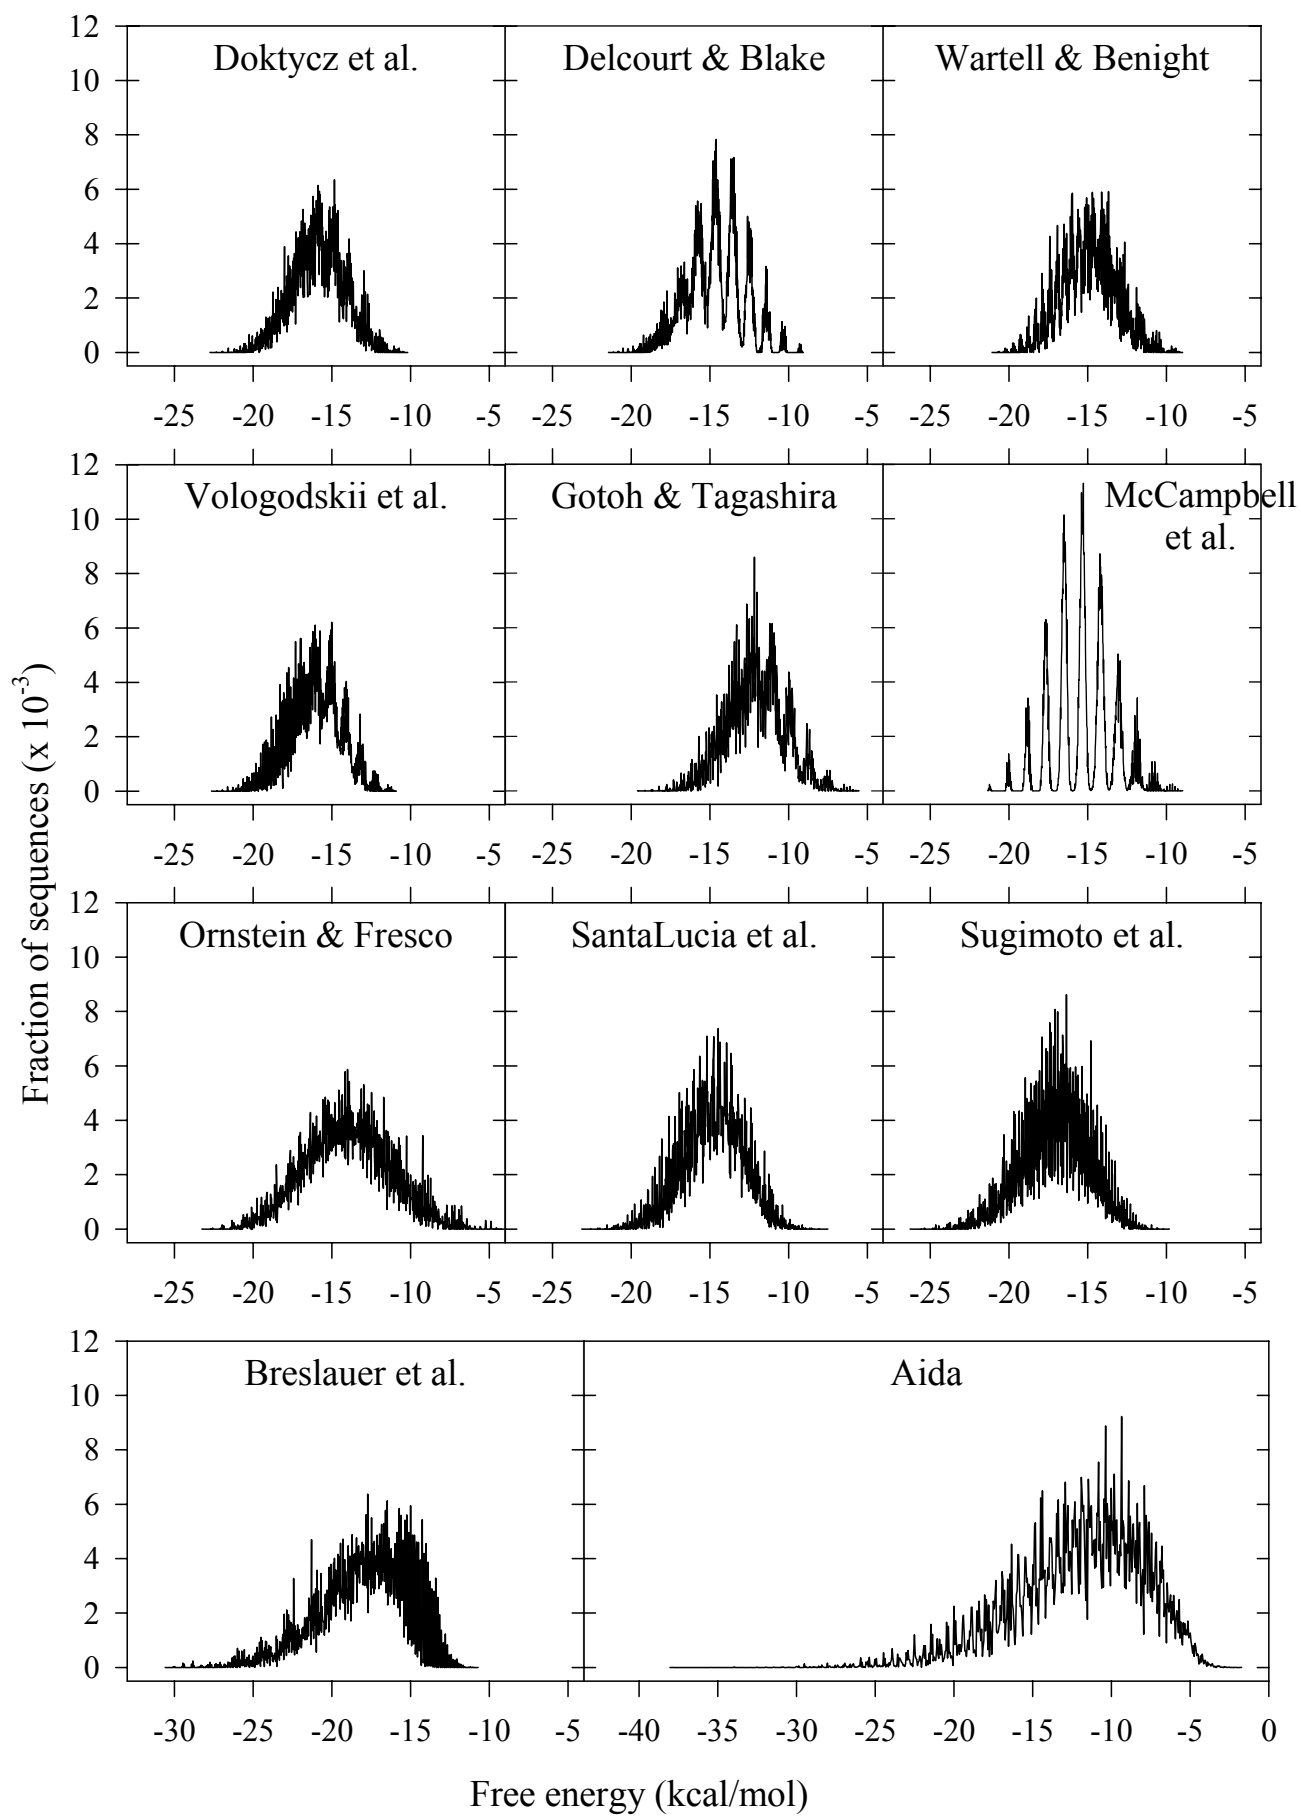 12
10
8
6
4
2
0
Doktycz et al.
Delcourt & Blake
Wartell & Benight
-25 -20 -15 -10 -5
-25 -20 -15 -10 -5
-25 -20 -15 -10 -5
12
10
8
6
4
2
0
Vologodskii et al.
Gotoh & Tagashira
McCampbell
et al.
-25 -20 -15 -10 -5
-25 -20 -15 -10 -5
-25 -20 -15 -10 -5
Fraction of sequences (x 10⁻³)
12
10
8
6
4
2
0
Ornstein & Fresco
SantaLucia et al.
Sugimoto et al.
-25 -20 -15 -10 -5
-25 -20 -15 -10 -5
-25 -20 -15 -10 -5
12
10
8
6
4
2
0
Breslauer et al.
Aida
-30 -25 -20 -15 -10 -5
-40 -35 -30 -25 -20 -15 -10 -5 0
Free energy (kcal/mol)